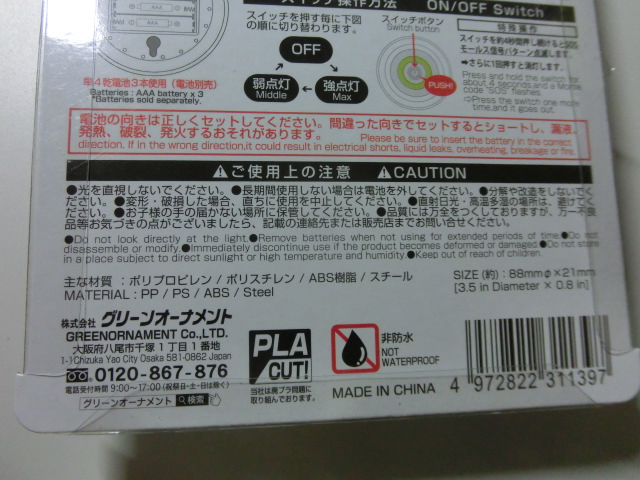 スイッチ操作方法 ON/OFF Switch
スイッチを押す毎に下図
の順に切り替わります。
OFF
弱点灯
Middle
強点灯
Max
スイッチボタン
Switch button
PUSH!
特殊操作
スイッチを約4秒間押し続けるとSOS
モールス信号パターン点滅します。
➡さらに1回押すと消灯します。
Press and hold the switch for
about 4 seconds,and a Morse
code "SOS" flashes.
⇨Press the switch one more
time,and it goes out.
AAA
AAA
単4乾電池3本使用（電池別売）
Batteries : AAA battery x 3
*Batteries sold separately.
電池の向きは正しくセットしてください。間違った向きでセットするとショートし、漏液、
発熱、破裂、発火するおそれがあります。 Please be sure to insert the battery in the correct
direction. If in the wrong direction,it could result in electrical shorts, liquid leaks, overheating, breakage or fire.
⚠ご使用上の注意 ⚠CAUTION
●光を直視しないでください。●長期間使用しない場合は電池を外してください。●分解や改造をしないでくだ
さい。●変形・破損した場合、直ちに使用を中止してください。●直射日光・高温多湿の場所は、避けてく
ださい。●お子様の手の届かない場所に保管してください。●品質には万全をつくしておりますが、万一不良
品等お気づきの点がございましたら、記載の連絡先または販売店までお問い合せください。
●Do not look directly at the light.●Remove batteries when not using for extended periods of time.●Do not
disassemble or modify.●Immediately discontinue use if the product becomes deformed or damaged.●Do not store
in a place subject to direct sunlight or high temperature and humidity.●Keep out of reach of children.
主な材質：ポリプロピレン / ポリスチレン / ABS樹脂 / スチール
MATERIAL : PP / PS / ABS / Steel
SIZE (約) : 88mmφ×21mm
[3.5 in Diameter × 0.8 in]
株式会社 グリーンオーナメント
GREENORNAMENT Co.,LTD.
大阪府八尾市千塚1丁目1番地
1-1Chizuka Yao City Osaka 581-0862 Japan
0120-867-876
電話受付時間 9:00〜17:00 (祝祭日・土・日は除く)
グリーンオーナメント 検索
PLA
CUT!
当社は廃プラ問題に
取り組んでおります。
非防水
NOT
WATERPROOF
MADE IN CHINA
4 972822 311397